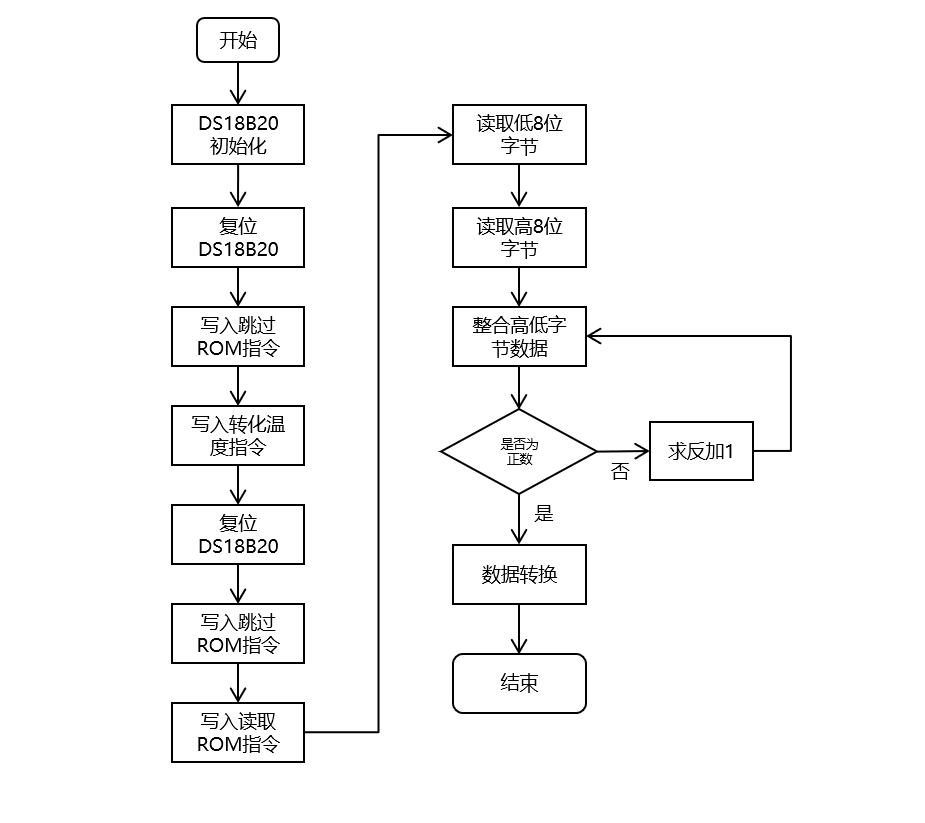 开始
DS18B20
初始化
复位
DS18B20
写入跳过
ROM指令
写入转化温
度指令
复位
DS18B20
写入跳过
ROM指令
写入读取
ROM指令
读取低8位
字节
读取高8位
字节
整合高低字
节数据
是否为
正数
否
求反加1
是
数据转换
结束